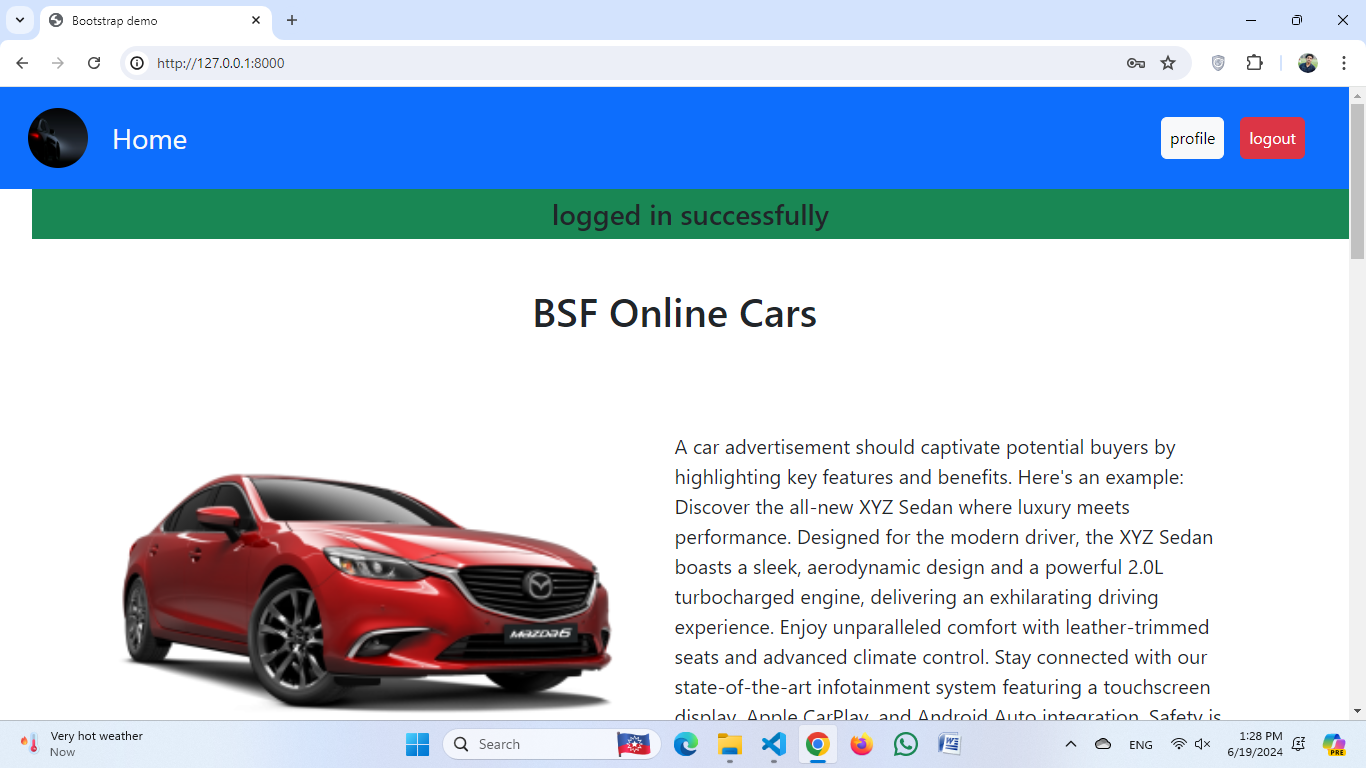 Bootstrap demo
http://127.0.0.1:8000
Home
profile
logout
logged in successfully
BSF Online Cars
A car advertisement should captivate potential buyers by
highlighting key features and benefits. Here's an example:
Discover the all-new XYZ Sedan where luxury meets
performance. Designed for the modern driver, the XYZ Sedan
boasts a sleek, aerodynamic design and a powerful 2.0L
turbocharged engine, delivering an exhilarating driving
experience. Enjoy unparalleled comfort with leather-trimmed
seats and advanced climate control. Stay connected with our
state-of-the-art infotainment system featuring a touchscreen
display, Apple CarPlay, and Android Auto integration. Safety is
mazda6
Very hot weather
Now
Search
ENG
1:28 PM
6/19/2024
PRE